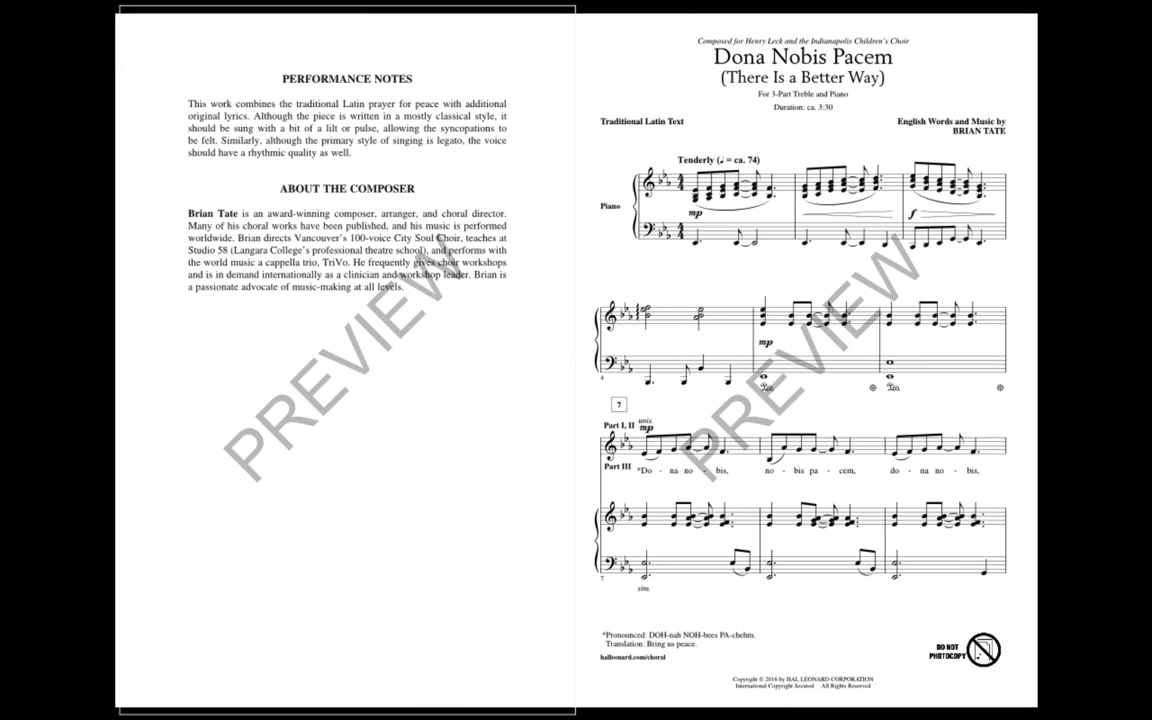 PERFORMANCE NOTES
This work combines the traditional Latin prayer for peace with additional
original lyrics. Although the piece is written in a mostly classical style, it
should be sung with a bit of a lilt or pulse, allowing the syncopations to
be felt. Similarly, although the primary style of singing is legato, the voice
should have a rhythmic quality as well.
ABOUT THE COMPOSER
Brian Tate is an award-winning composer, arranger, and choral director.
Many of his choral works have been published, and his music is performed
worldwide. Brian directs Vancouver's 100-voice City Soul Choir, teaches at
Studio 58 (Langara College's professional theatre school), and performs with
the world music a cappella trio, TriVo. He frequently gives choir workshops
and is in demand internationally as a clinician and workshop leader. Brian is
a passionate advocate of music-making at all levels.
PREVIEW
Composed for Henry Leck and the Indianapolis Children's Choir
Dona Nobis Pacem
(There Is a Better Way)
For 3-Part Treble and Piano
Duration: ca. 3:30
Traditional Latin Text
English Words and Music by
BRIAN TATE
Tenderly (♩ = ca. 74)
Piano
mp
f
mp
4
7
Part I, II
unis.
mp
Part III
*Do - na no - bis, no - bis pa - cem, do - na no - bis,
7
sim.
PREVIEW
*Pronounced: DOH-nah NOH-bees PA-chehm.
Translation: Bring us peace.
halleonard.com/choral
DO NOT
PHOTOCOPY
Copyright © 2016 by HAL LEONARD CORPORATION
International Copyright Secured All Rights Reserved